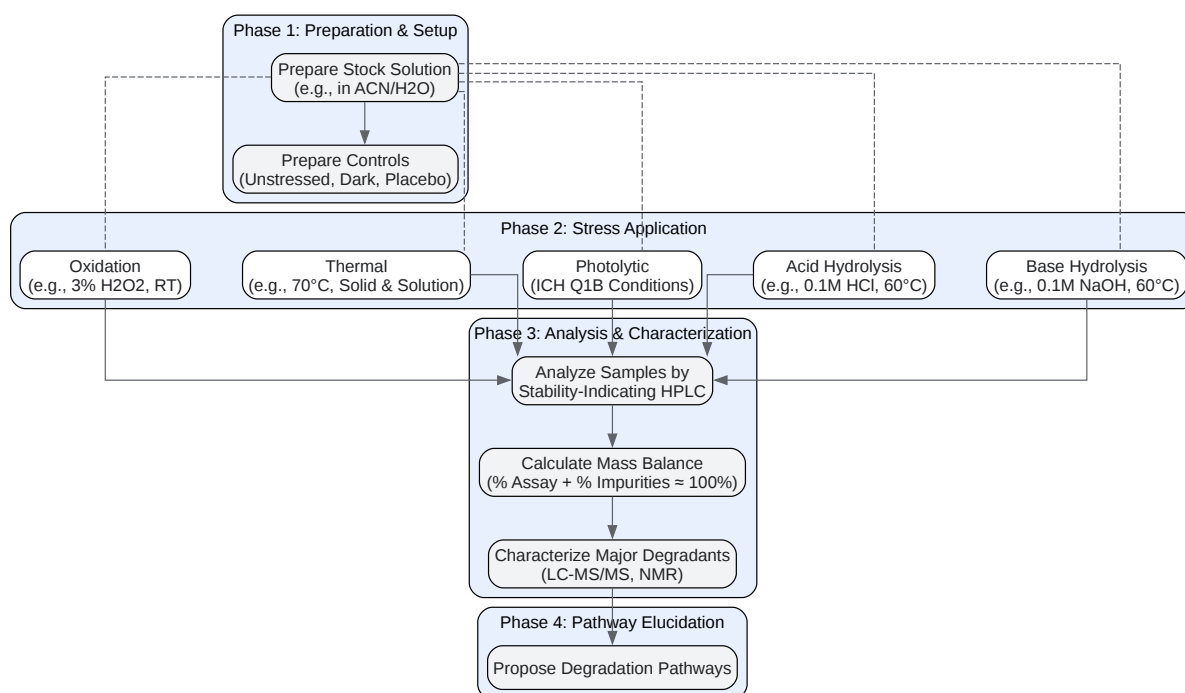 Phase 1: Preparation & Setup
Prepare Stock Solution
(e.g., in ACN/H2O)
Prepare Controls
(Unstressed, Dark, Placebo)
Phase 2: Stress Application
Oxidation
(e.g., 3% H2O2, RT)
Thermal
(e.g., 70°C, Solid & Solution)
Photolytic
(ICH Q1B Conditions)
Acid Hydrolysis
(e.g., 0.1M HCl, 60°C)
Base Hydrolysis
(e.g., 0.1M NaOH, 60°C)
Phase 3: Analysis & Characterization
Analyze Samples by
Stability-Indicating HPLC
Calculate Mass Balance
(% Assay + % Impurities ≈ 100%)
Characterize Major Degradants
(LC-MS/MS, NMR)
Phase 4: Pathway Elucidation
Propose Degradation Pathways